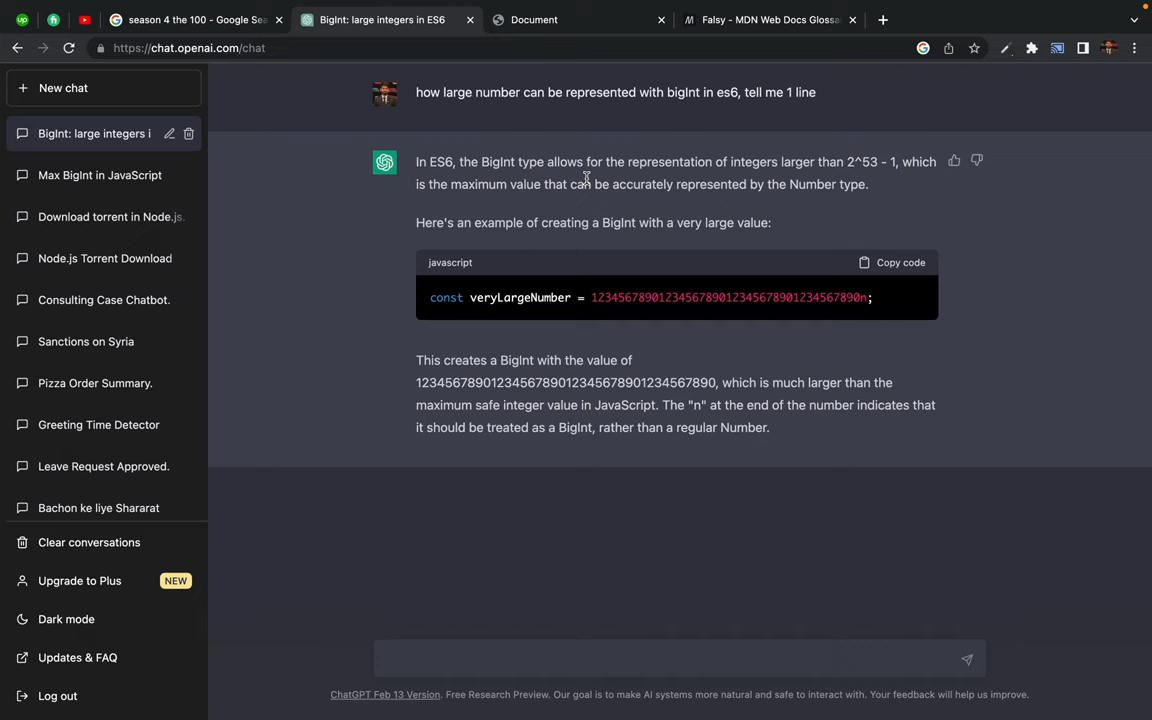 season 4 the 100 - Google Sea
BigInt: large integers in ES6
Document
Falsy - MDN Web Docs Glossa
https://chat.openai.com/chat
+ New chat
BigInt: large integers i
Max BigInt in JavaScript
Download torrent in Node.js.
Node.js Torrent Download
Consulting Case Chatbot.
Sanctions on Syria
Pizza Order Summary.
Greeting Time Detector
Leave Request Approved.
Bachon ke liye Shararat
Clear conversations
Upgrade to Plus NEW
Dark mode
Updates & FAQ
Log out
how large number can be represented with bigInt in es6, tell me 1 line
In ES6, the BigInt type allows for the representation of integers larger than 2^53 - 1, which
is the maximum value that can be accurately represented by the Number type.
Here's an example of creating a BigInt with a very large value:
javascript Copy code
const veryLargeNumber = 1234567890123456789012345678901234567890n;
This creates a BigInt with the value of
1234567890123456789012345678901234567890, which is much larger than the
maximum safe integer value in JavaScript. The "n" at the end of the number indicates that
it should be treated as a BigInt, rather than a regular Number.
ChatGPT Feb 13 Version. Free Research Preview. Our goal is to make AI systems more natural and safe to interact with. Your feedback will help us improve.